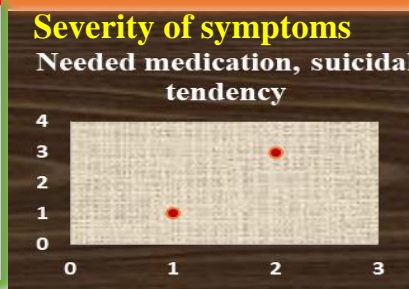 Severity of symptoms
Needed medication, suicidal
tendency
4
3
2
1
0
0 1 2 3